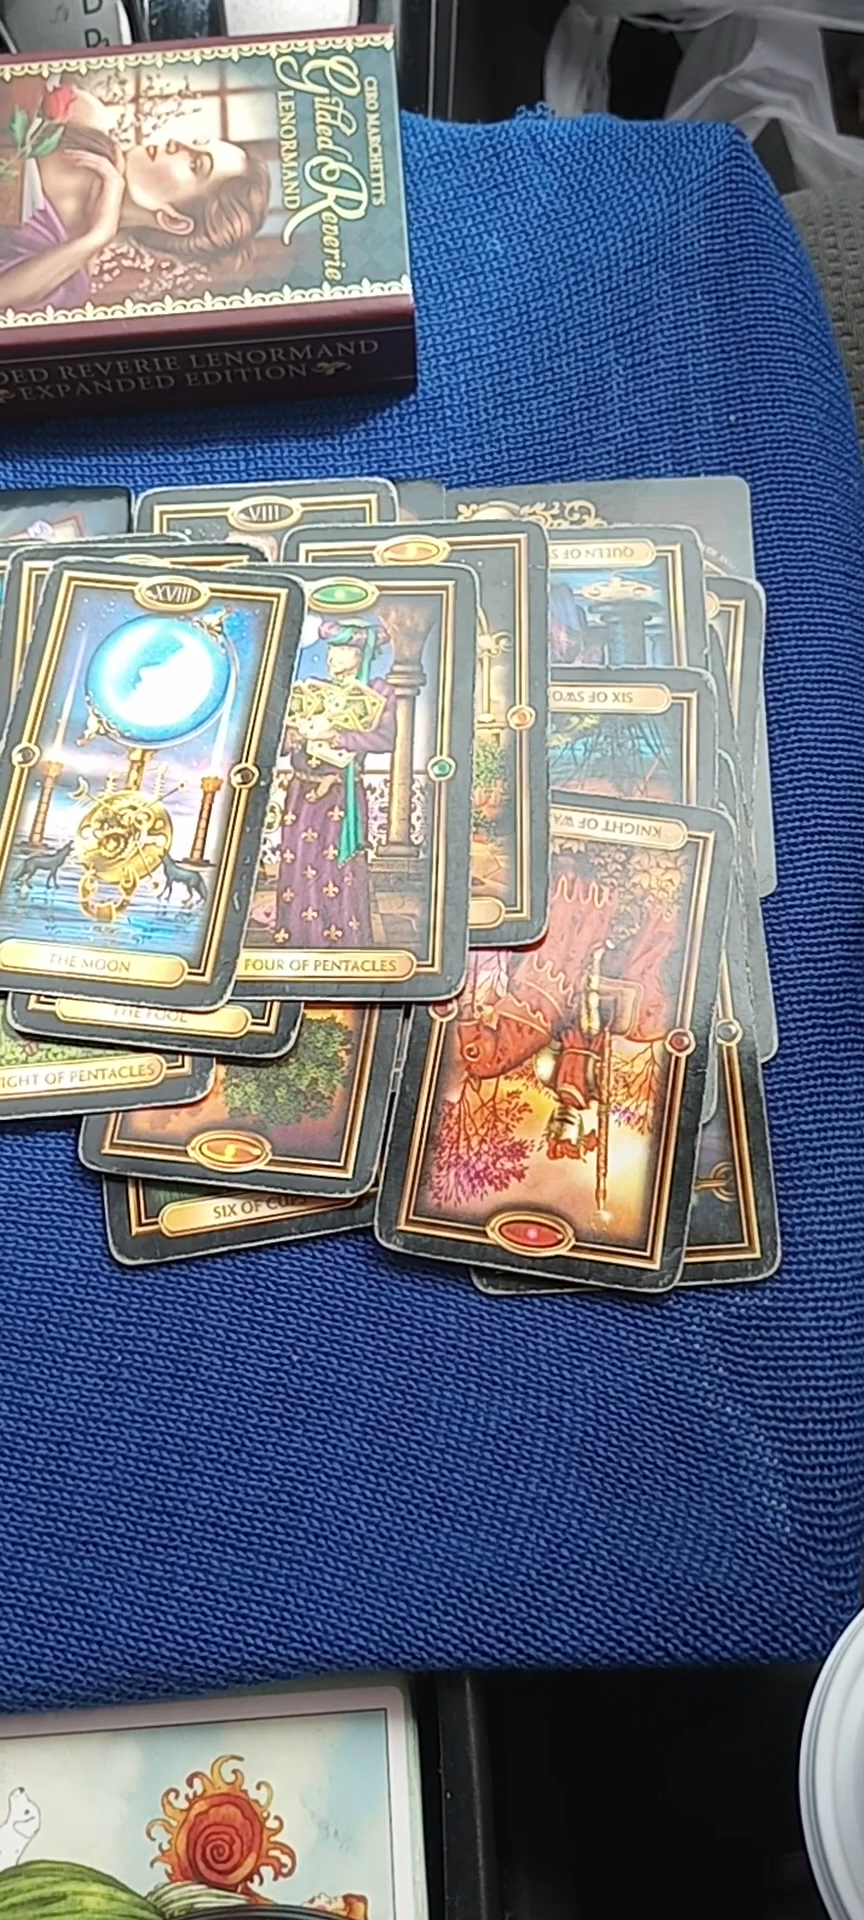 D
D
CIRO MARCHETTI'S
Gilded Reverie
LENORMAND
DED REVERIE LENORMAND
EXPANDED EDITION
VIII
QUEEN OF S
XVIII
SIX OF SWO
KNIGHT OF WA
THE MOON
FOUR OF PENTACLES
THE FOOL
IGHT OF PENTACLES
SIX OF CUPS